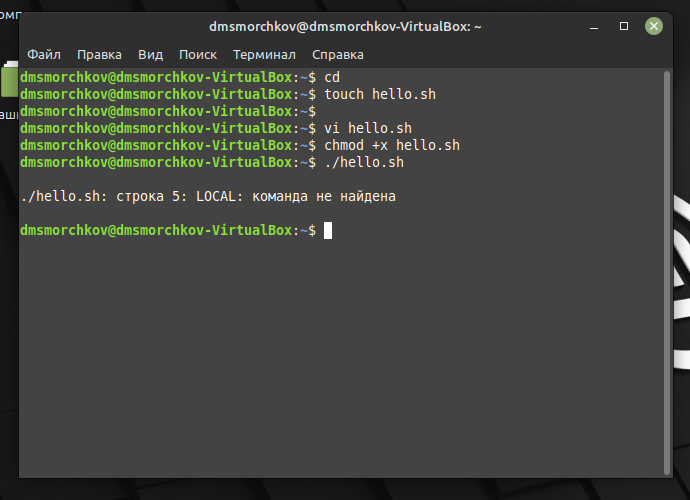 dmsmorchkov@dmsmorchkov-VirtualBox: ~
Файл Правка Вид Поиск Терминал Справка
dmsmorchkov@dmsmorchkov-VirtualBox:~$ cd
dmsmorchkov@dmsmorchkov-VirtualBox:~$ touch hello.sh
dmsmorchkov@dmsmorchkov-VirtualBox:~$
dmsmorchkov@dmsmorchkov-VirtualBox:~$ vi hello.sh
dmsmorchkov@dmsmorchkov-VirtualBox:~$ chmod +x hello.sh
dmsmorchkov@dmsmorchkov-VirtualBox:~$ ./hello.sh
./hello.sh: строка 5: LOCAL: команда не найдена
dmsmorchkov@dmsmorchkov-VirtualBox:~$